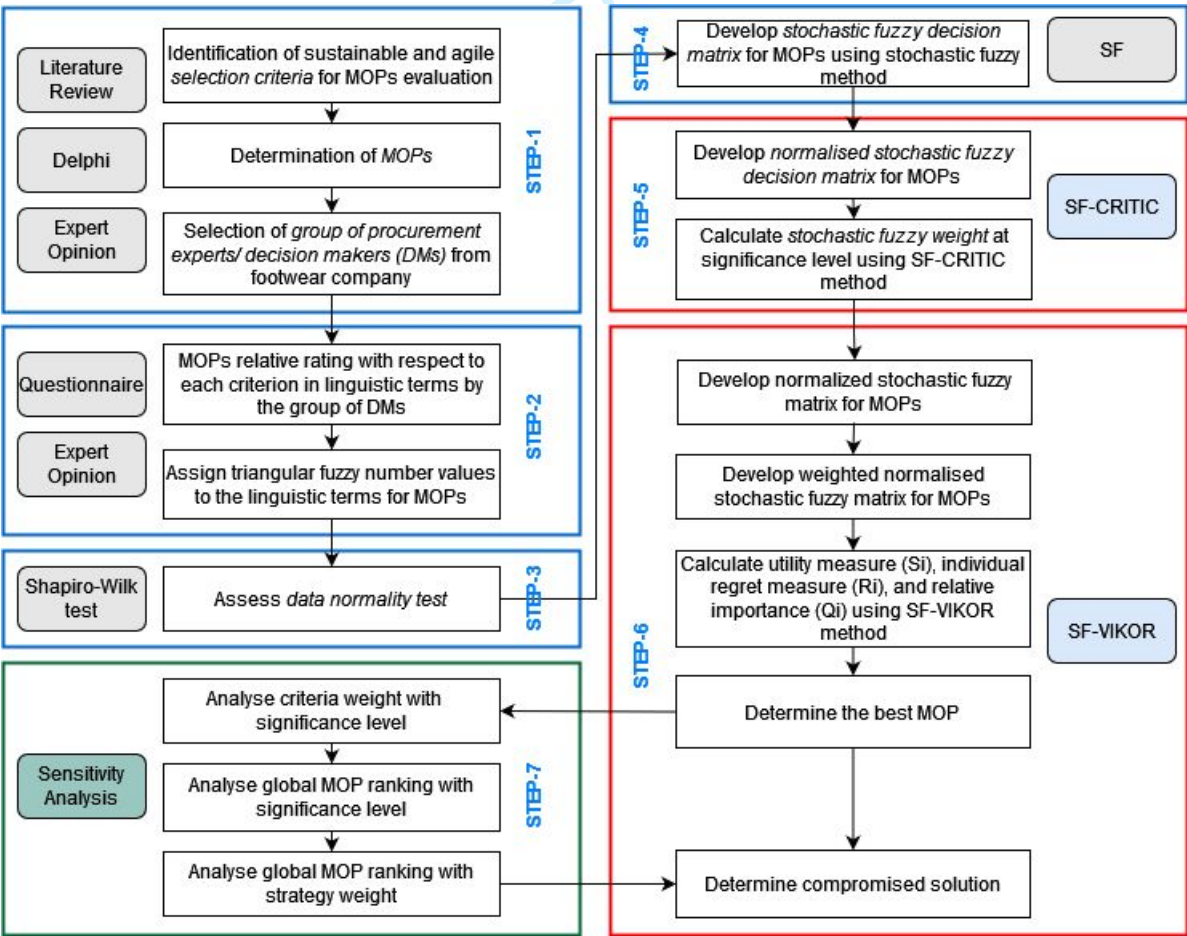 Literature
Review
Delphi
Expert
Opinion
Identification of sustainable and agile
selection criteria for MOPs evaluation
Determination of MOPs
Selection of group of procurement
experts/ decision makers (DMs) from
footwear company
STEP-1
Questionnaire
Expert
Opinion
MOPs relative rating with respect to
each criterion in linguistic terms by
the group of DMs
Assign triangular fuzzy number values
to the linguistic terms for MOPs
STEP-2
Shapiro-Wilk
test
Assess data normality test
STEP-3
STEP-4
Develop stochastic fuzzy decision
matrix for MOPs using stochastic fuzzy
method
SF
STEP-5
Develop normalised stochastic fuzzy
decision matrix for MOPs
Calculate stochastic fuzzy weight at
significance level using SF-CRITIC
method
SF-CRITIC
STEP-6
Develop normalized stochastic fuzzy
matrix for MOPs
Develop weighted normalised
stochastic fuzzy matrix for MOPs
Calculate utility measure (Si), individual
regret measure (Ri), and relative
importance (Qi) using SF-VIKOR
method
Determine the best MOP
Determine compromised solution
SF-VIKOR
Sensitivity
Analysis
Analyse criteria weight with
significance level
Analyse global MOP ranking with
significance level
Analyse global MOP ranking with
strategy weight
STEP-7